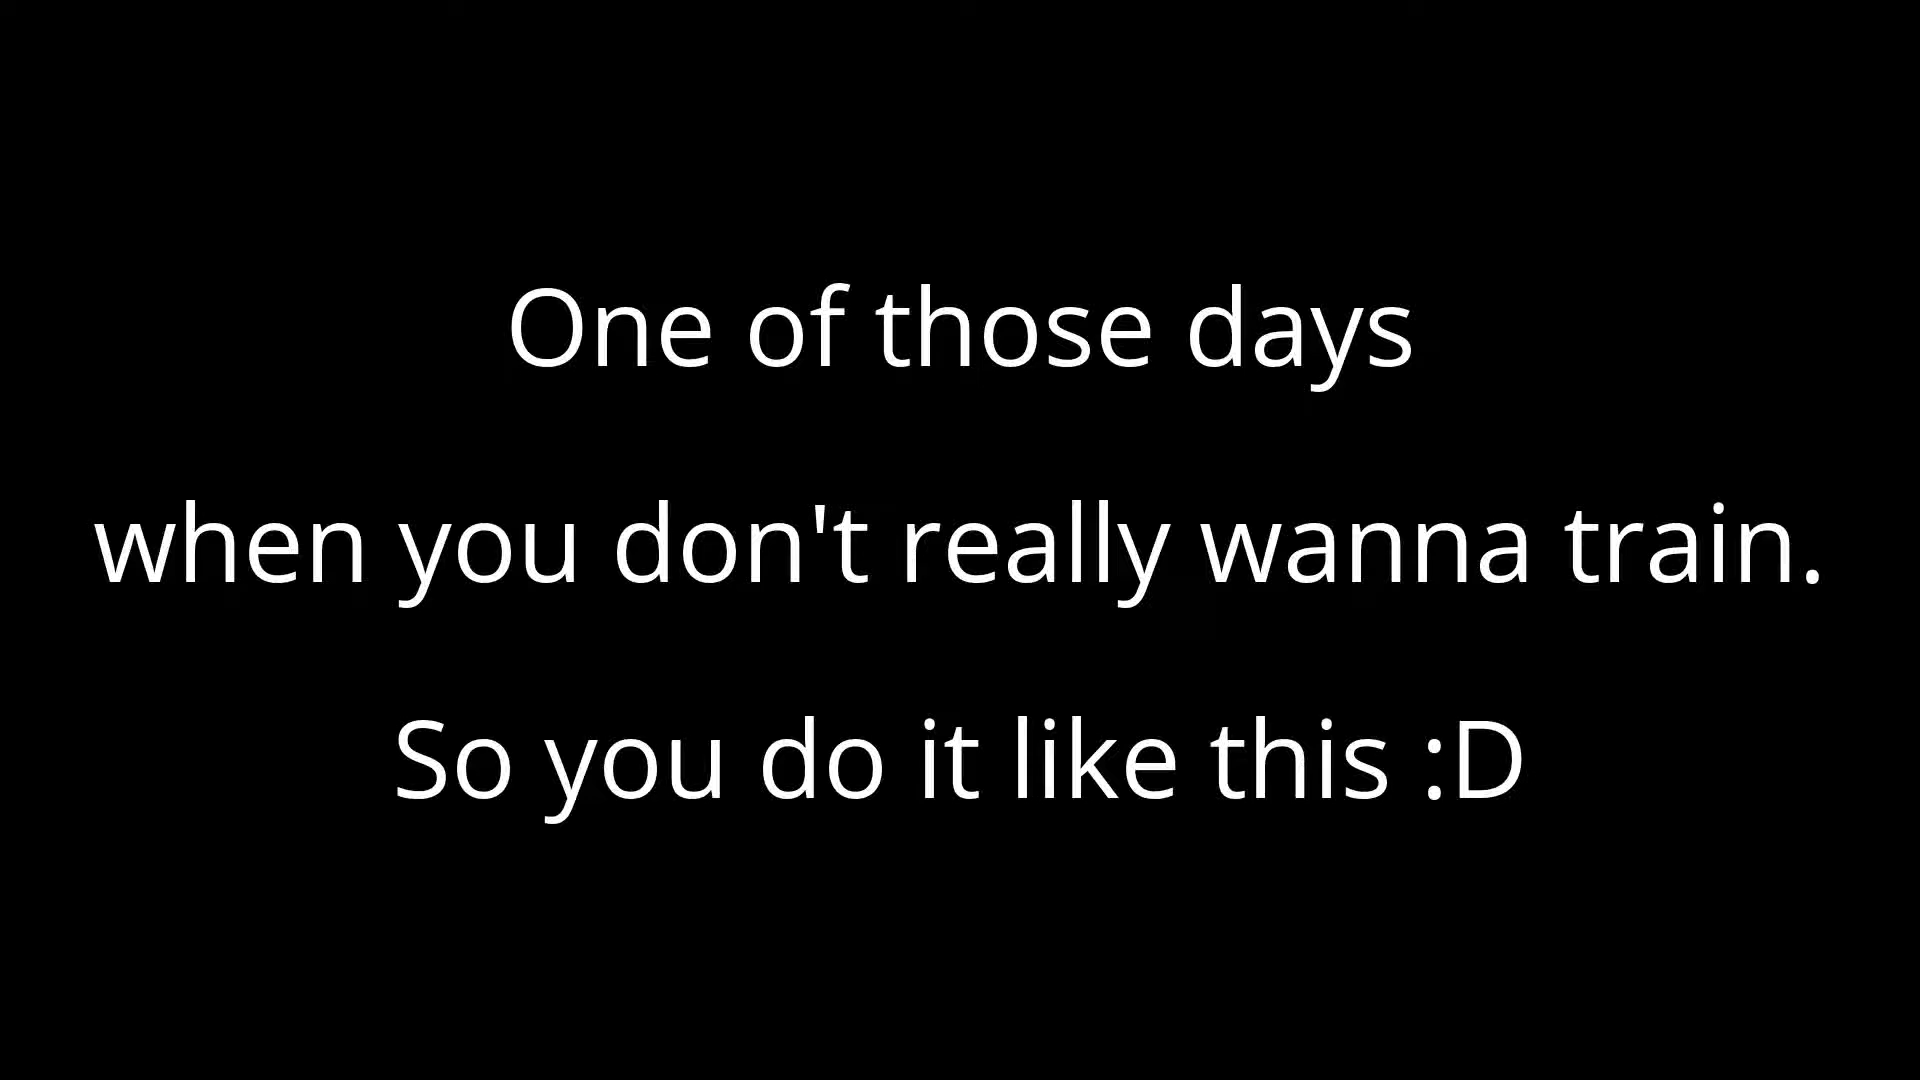 One of those days
when you don't really wanna train.
So you do it like this :D